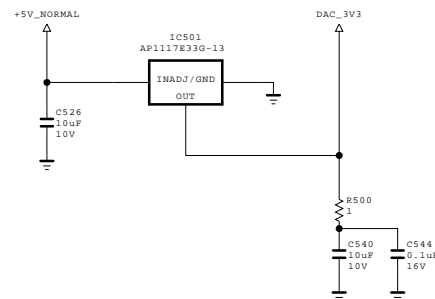 +5V_NORMAL
DAC_3V3
IC501
AP1117E33G-13
INADJ/GND
OUT
C526
10uF
10V
R500
1
C540
10uF
10V
C544
0.1uF
16V